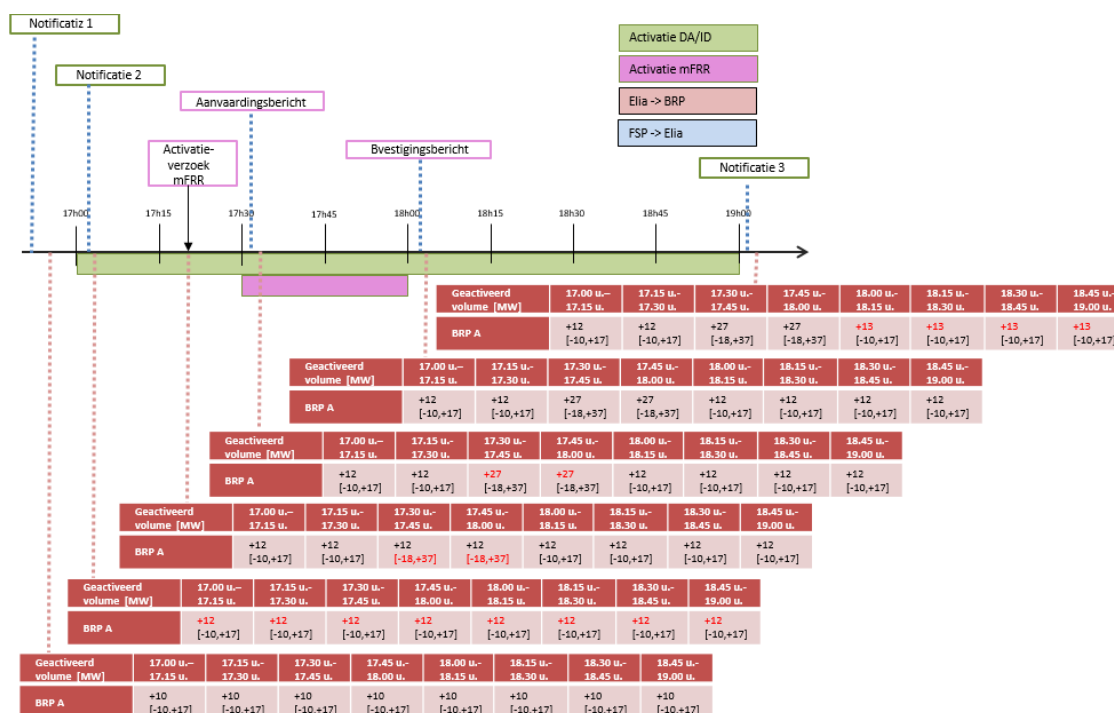 Notificatiz 1
Activatie DA/ID
Activatie mFRR
Elia -> BRP
FSP -> Elia
Notificatie 2
Aanvaardingsbericht
Activatie-
verzoek
mFRR
Bvestigingsbericht
Notificatie 3
17h00 17h15 17h30 17h45 18h00 18h15 18h30 18h45 19h00
Geactiveerd 17.00 u.– 17.15 u.- 17.30 u.- 17.45 u.- 18.00 u.- 18.15 u.- 18.30 u.- 18.45 u.-
volume [MW] 17.15 u. 17.30 u. 17.45 u. 18.00 u. 18.15 u. 18.30 u. 18.45 u. 19.00 u.
BRP A +12 +12 +27 +27 +13 +13 +13 +13
[-10,+17] [-10,+17] [-18,+37] [-18,+37] [-10,+17] [-10,+17] [-10,+17] [-10,+17]
Geactiveerd 17.00 u.– 17.15 u.- 17.30 u.- 17.45 u.- 18.00 u.- 18.15 u.- 18.30 u.- 18.45 u.-
volume [MW] 17.15 u. 17.30 u. 17.45 u. 18.00 u. 18.15 u. 18.30 u. 18.45 u. 19.00 u.
BRP A +12 +12 +27 +27 +12 +12 +12 +12
[-10,+17] [-10,+17] [-18,+37] [-18,+37] [-10,+17] [-10,+17] [-10,+17] [-10,+17]
Geactiveerd 17.00 u.– 17.15 u.- 17.30 u.- 17.45 u.- 18.00 u.- 18.15 u.- 18.30 u.- 18.45 u.-
volume [MW] 17.15 u. 17.30 u. 17.45 u. 18.00 u. 18.15 u. 18.30 u. 18.45 u. 19.00 u.
BRP A +12 +12 +27 +27 +12 +12 +12 +12
[-10,+17] [-10,+17] [-18,+37] [-18,+37] [-10,+17] [-10,+17] [-10,+17] [-10,+17]
Geactiveerd 17.00 u.– 17.15 u.- 17.30 u.- 17.45 u.- 18.00 u.- 18.15 u.- 18.30 u.- 18.45 u.-
volume [MW] 17.15 u. 17.30 u. 17.45 u. 18.00 u. 18.15 u. 18.30 u. 18.45 u. 19.00 u.
BRP A +12 +12 +12 +12 +12 +12 +12 +12
[-10,+17] [-10,+17] [-18,+37] [-18,+37] [-10,+17] [-10,+17] [-10,+17] [-10,+17]
Geactiveerd 17.00 u.– 17.15 u.- 17.30 u.- 17.45 u.- 18.00 u.- 18.15 u.- 18.30 u.- 18.45 u.-
volume [MW] 17.15 u. 17.30 u. 17.45 u. 18.00 u. 18.15 u. 18.30 u. 18.45 u. 19.00 u.
BRP A +12 +12 +12 +12 +12 +12 +12 +12
[-10,+17] [-10,+17] [-10,+17] [-10,+17] [-10,+17] [-10,+17] [-10,+17] [-10,+17]
Geactiveerd 17.00 u.– 17.15 u.- 17.30 u.- 17.45 u.- 18.00 u.- 18.15 u.- 18.30 u.- 18.45 u.-
volume [MW] 17.15 u. 17.30 u. 17.45 u. 18.00 u. 18.15 u. 18.30 u. 18.45 u. 19.00 u.
BRP A +10 +10 +10 +10 +10 +10 +10 +10
[-10,+17] [-10,+17] [-10,+17] [-10,+17] [-10,+17] [-10,+17] [-10,+17] [-10,+17]